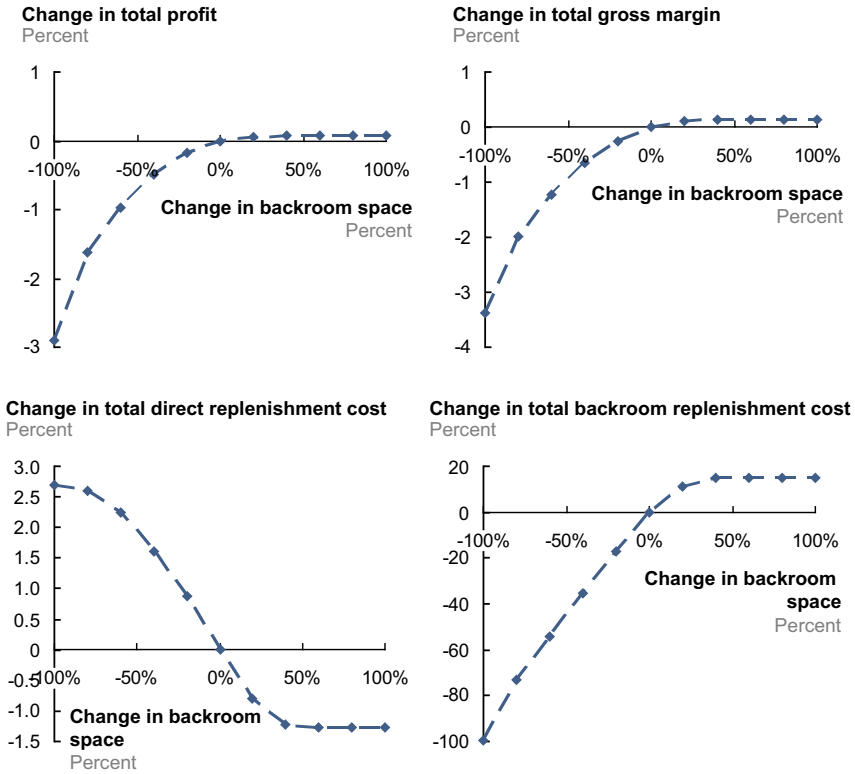 Change in total profit
Percent
1
0
-100%
-50%
0%
50%
100%
-1
Change in backroom space
Percent
-2
-3
Change in total gross margin
Percent
1
0
-100%
-50%
0%
50%
100%
-1
Change in backroom space
Percent
-2
-3
-4
Change in total direct replenishment cost
Percent
3.0
2.5
2.0
1.5
1.0
0.5
0
-0.5
-100%
-50%
0%
50%
100%
-1.0
Change in backroom
space
-1.5
Percent
Change in total backroom replenishment cost
Percent
20
0
-100%
-50%
0%
50%
100%
-20
Change in backroom
space
Percent
-40
-60
-80
-100